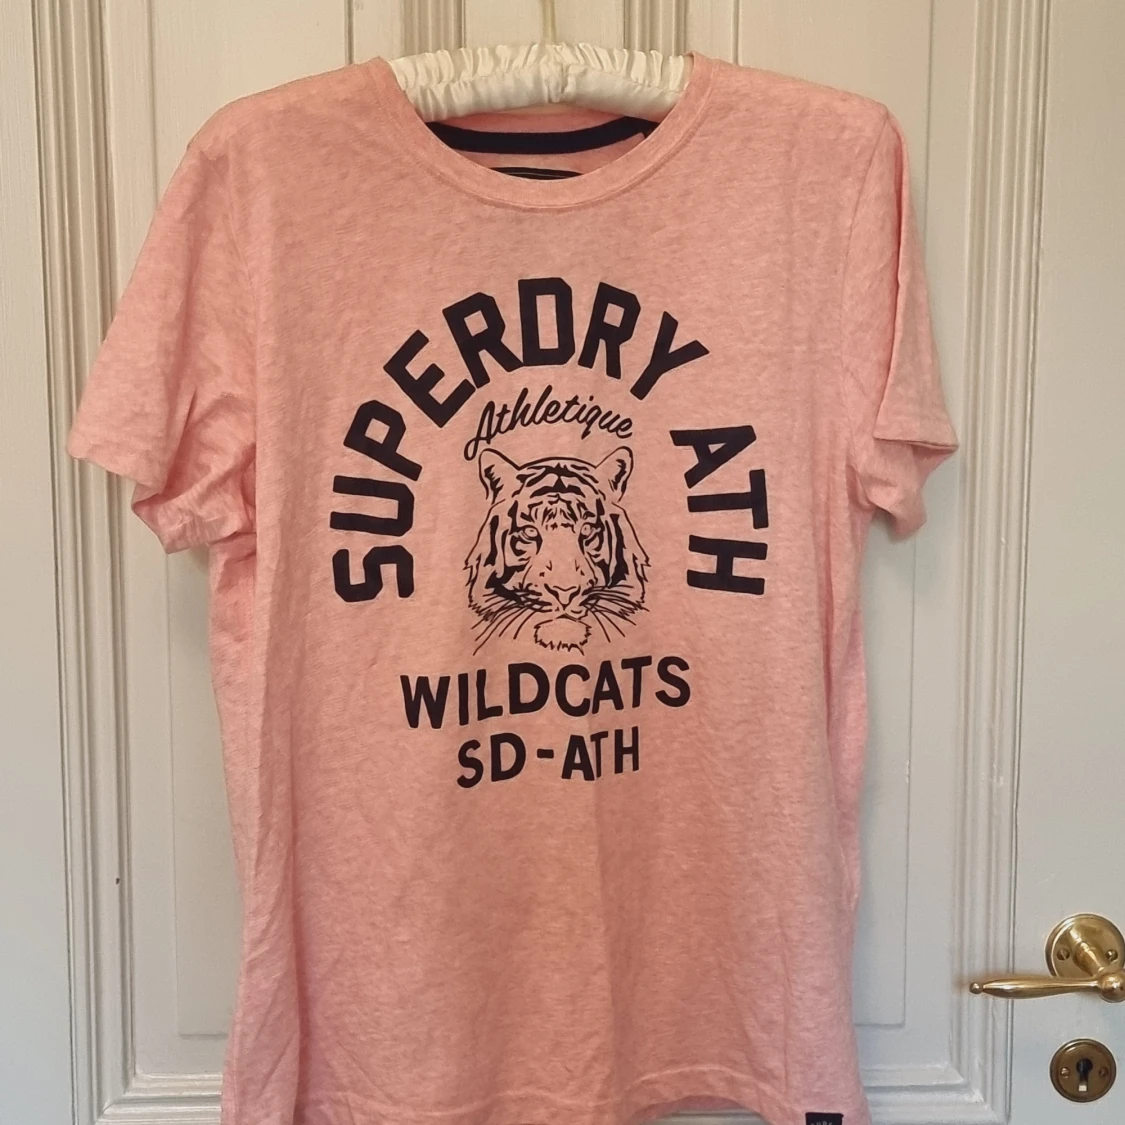 SUPERDRY ATH
Athletique
WILDCATS
SD-ATH